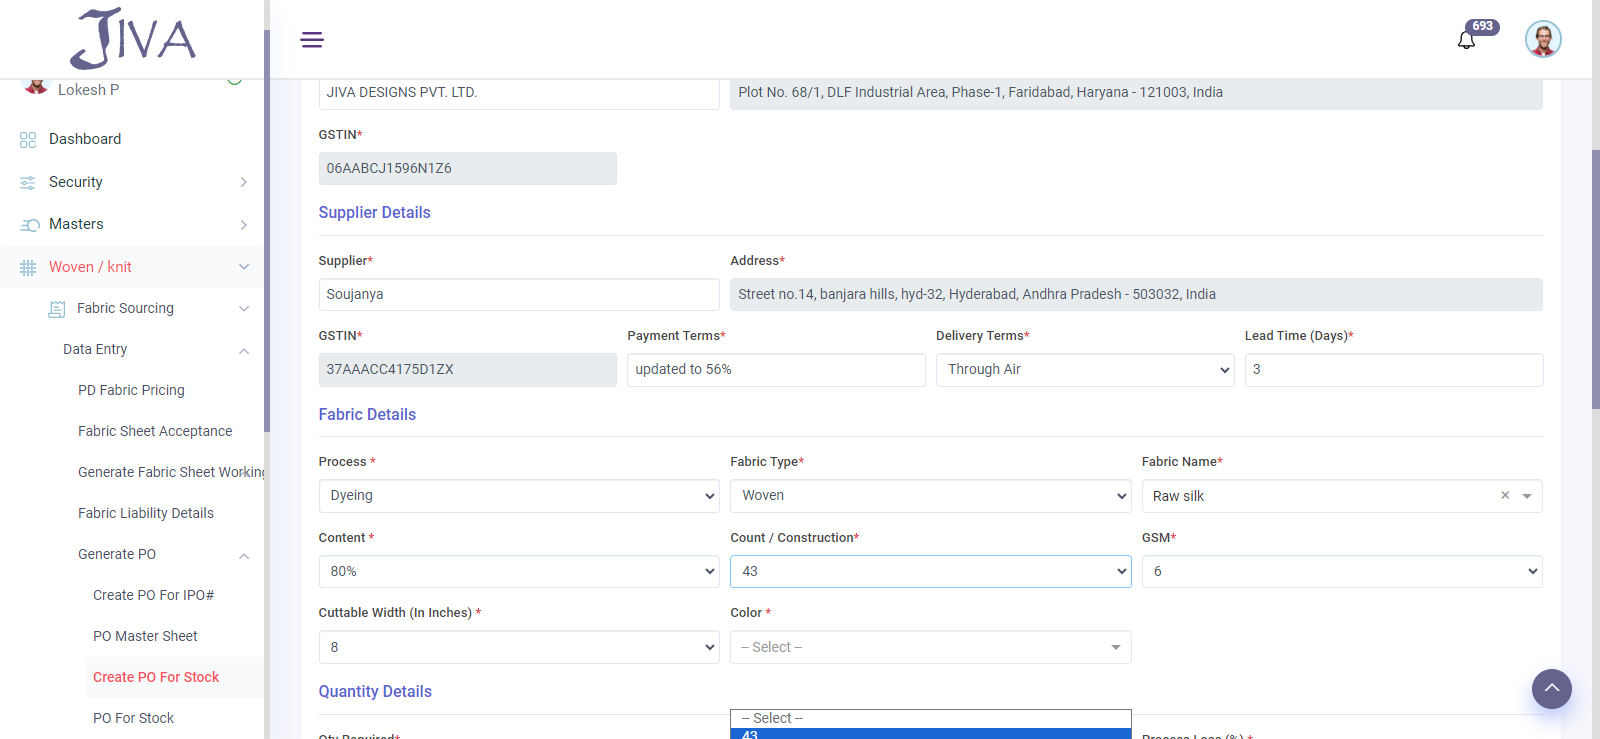 JIVA
693
Lokesh P
JIVA DESIGNS PVT. LTD.
Plot No. 68/1, DLF Industrial Area, Phase-1, Faridabad, Haryana - 121003, India
Dashboard
GSTIN*
06AABCJ1596N1Z6
Security
Supplier Details
Masters
Supplier*
Address*
Woven / knit
Soujanya
Street no.14, banjara hills, hyd-32, Hyderabad, Andhra Pradesh - 503032, India
Fabric Sourcing
GSTIN*
Payment Terms*
Delivery Terms*
Lead Time (Days)*
Data Entry
37AAACC4175D1ZX
updated to 56%
Through Air
3
PD Fabric Pricing
Fabric Details
Fabric Sheet Acceptance
Process *
Fabric Type*
Fabric Name*
Generate Fabric Sheet Working
Dyeing
Woven
Raw silk
×
Fabric Liability Details
Content *
Count / Construction*
GSM*
Generate PO
80%
43
6
Create PO For IPO#
Cuttable Width (In Inches) *
Color *
PO Master Sheet
8
-- Select --
Create PO For Stock
Quantity Details
PO For Stock
-- Select --
43
Qty Required*
Process Loss (%) *